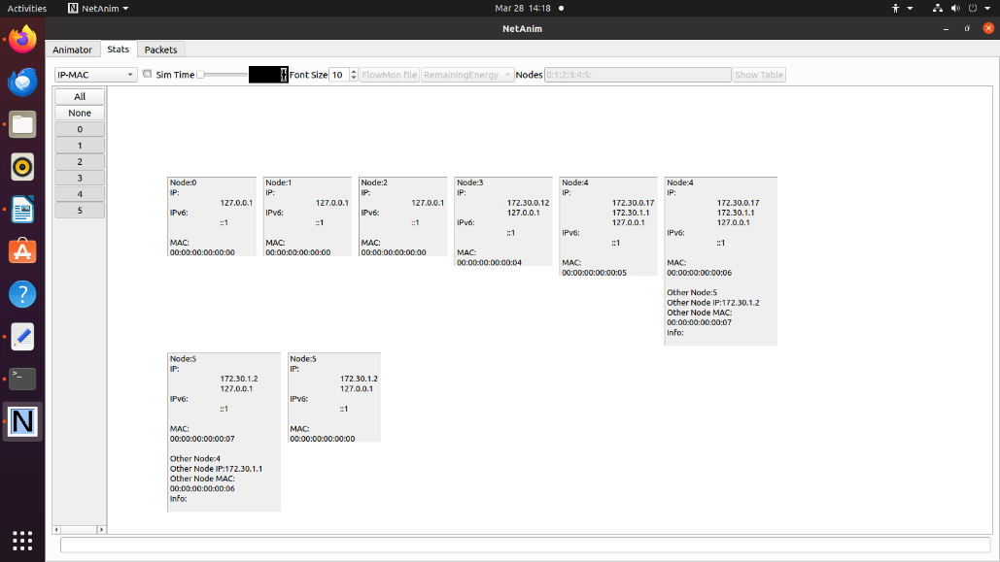 Activities NetAnim Mar 28 14:18
NetAnim
Animator Stats Packets
IP-MAC Sim Time Font Size 10 FlowMon file RemainingEnergy Nodes 0:1:2:3:4:5: Show Table
All
None
0
1
2
3
4
5
Node:0
IP:
127.0.0.1
IPv6:
::1
MAC:
00:00:00:00:00:00
Node:1
IP:
127.0.0.1
IPv6:
::1
MAC:
00:00:00:00:00:00
Node:2
IP:
127.0.0.1
IPv6:
::1
MAC:
00:00:00:00:00:00
Node:3
IP:
172.30.0.12
127.0.0.1
IPv6:
::1
MAC:
00:00:00:00:00:04
Node:4
IP:
172.30.0.17
172.30.1.1
127.0.0.1
IPv6:
::1
MAC:
00:00:00:00:00:05
Node:4
IP:
172.30.0.17
172.30.1.1
127.0.0.1
IPv6:
::1
MAC:
00:00:00:00:00:06
Other Node:5
Other Node IP:172.30.1.2
Other Node MAC:
00:00:00:00:00:07
Info:
Node:5
IP:
172.30.1.2
127.0.0.1
IPv6:
::1
MAC:
00:00:00:00:00:07
Other Node:4
Other Node IP:172.30.1.1
Other Node MAC:
00:00:00:00:00:06
Info:
Node:5
IP:
172.30.1.2
127.0.0.1
IPv6:
::1
MAC:
00:00:00:00:00:00